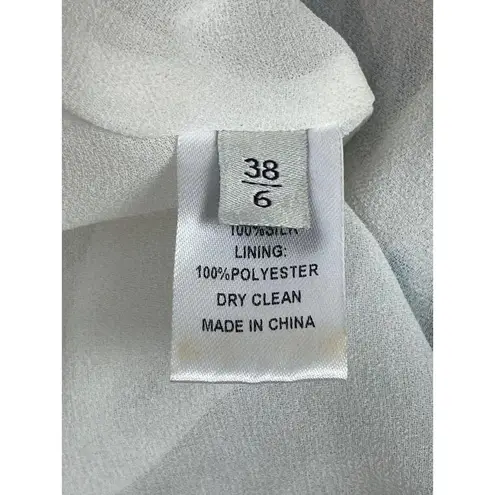 38
6
100%SILK
LINING:
100%POLYESTER
DRY CLEAN
MADE IN CHINA